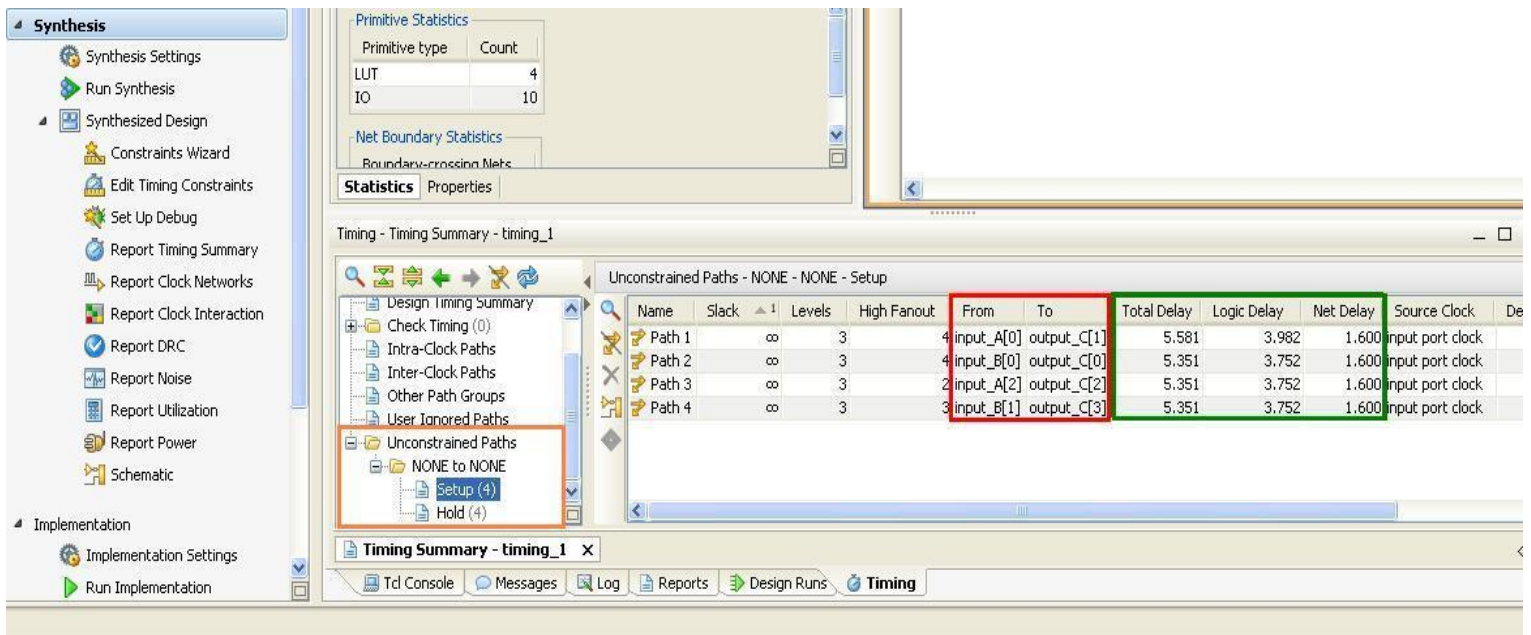 Synthesis
Synthesis Settings
Run Synthesis
Synthesized Design
Constraints Wizard
Edit Timing Constraints
Set Up Debug
Report Timing Summary
Report Clock Networks
Report Clock Interaction
Report DRC
Report Noise
Report Utilization
Report Power
Schematic
Implementation
Implementation Settings
Run Implementation
Primitive Statistics
Primitive type Count
LUT 4
IO 10
Net Boundary Statistics
Boundary-crossing Nets
Statistics Properties
Timing - Timing Summary - timing_1
Design Timing Summary
Check Timing (0)
Intra-Clock Paths
Inter-Clock Paths
Other Path Groups
User Ignored Paths
Unconstrained Paths
NONE to NONE
Setup (4)
Hold (4)
Unconstrained Paths - NONE - NONE - Setup
Name Slack 1 Levels High Fanout From To Total Delay Logic Delay Net Delay Source Clock De
Path 1 ∞ 3 4 input_A[0] output_C[1] 5.581 3.982 1.600 input port clock
Path 2 ∞ 3 4 input_B[0] output_C[0] 5.351 3.752 1.600 input port clock
Path 3 ∞ 3 2 input_A[2] output_C[2] 5.351 3.752 1.600 input port clock
Path 4 ∞ 3 3 input_B[1] output_C[3] 5.351 3.752 1.600 input port clock
Timing Summary - timing_1
Tcl Console Messages Log Reports Design Runs Timing